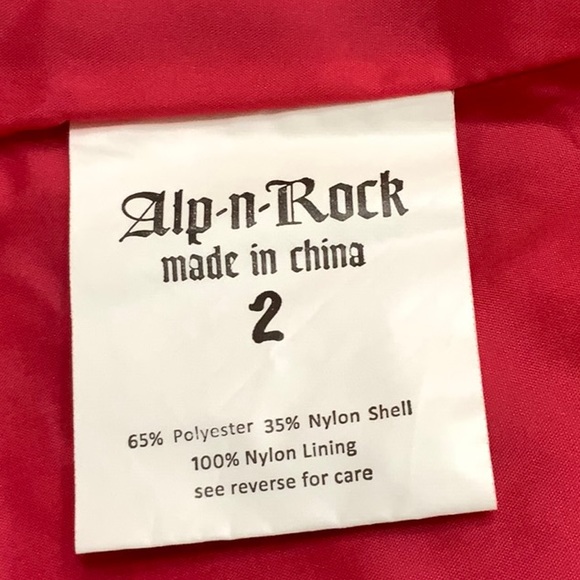 Alp-n-Rock
made in china
2
65% Polyester 35% Nylon Shell
100% Nylon Lining
see reverse for care